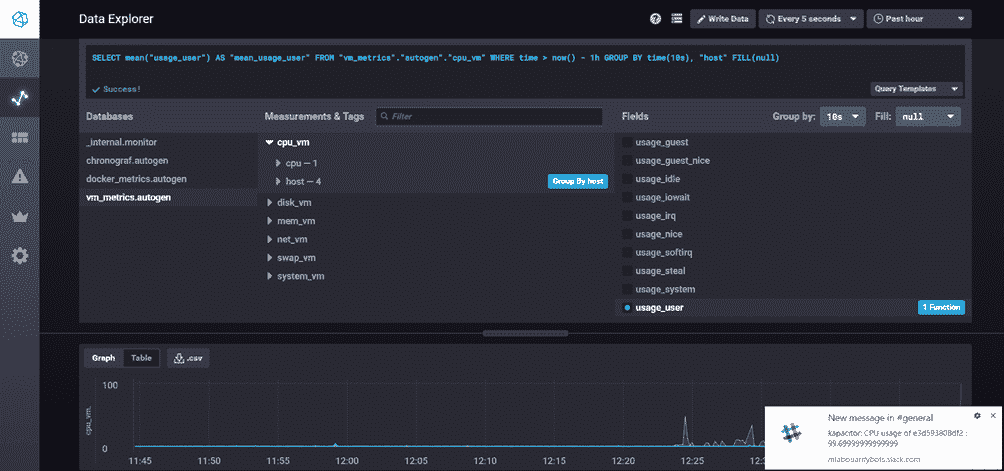 Data Explorer
Write Data
Every 5 seconds
Past hour
SELECT mean("usage_user") AS "mean_usage_user" FROM "vm_metrics"."autogen"."cpu_vm" WHERE time > now() - 1h GROUP BY time(10s), "host" FILL(null)
Success!
Query Templates
Databases
Measurements & Tags
Filter
Fields
Group by:
10s
Fill:
null
_internal.monitor
chronograf.autogen
docker_metrics.autogen
vm_metrics.autogen
cpu_vm
cpu — 1
host — 4
Group By host
disk_vm
mem_vm
net_vm
swap_vm
system_vm
usage_guest
usage_guest_nice
usage_idle
usage_iowait
usage_irq
usage_nice
usage_softirq
usage_steal
usage_system
usage_user
1 Function
Graph
Table
.csv
100
0
cpu_vm.
11:45
11:50
11:55
12:00
12:05
12:10
12:15
12:20
12:25
New message in #general
kapacitor: CPU usage of e3d593808df2 :
99.69999999999999